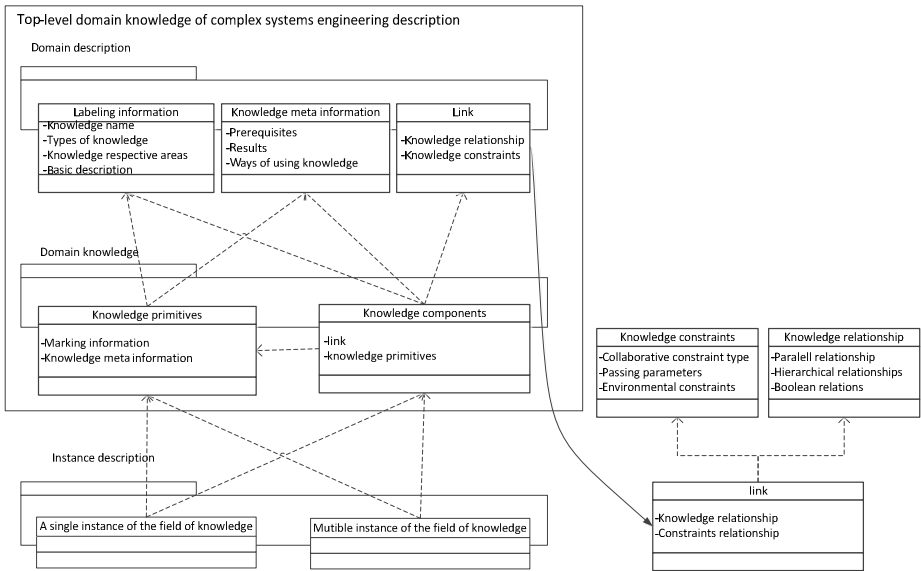 Top-level domain knowledge of complex systems engineering description
Domain description
Labeling information
-Knowledge name
-Types of knowledge
-Knowledge respective areas
-Basic description
Knowledge meta information
-Prerequisites
-Results
-Ways of using knowledge
Link
-Knowledge relationship
-Knowledge constraints
Domain knowledge
Knowledge primitives
-Marking information
-Knowledge meta information
Knowledge components
-link
-knowledge primitives
Knowledge constraints
-Collaborative constraint type
-Passing parameters
-Environmental constraints
Knowledge relationship
-Paralell relationship
-Hierarchical relationships
-Boolean relations
Instance description
A single instance of the field of knowledge
Mutible instance of the field of knowledge
link
-Knowledge relationship
-Constraints relationship